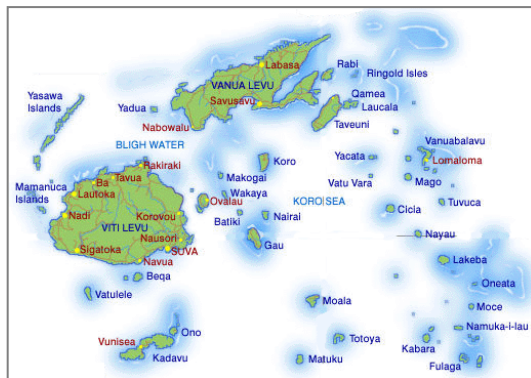 Labasa
Rabi
Ringold Isles
VANUA LEVU
Yasawa
Islands
Qamea
Savusavu
Laucala
Yadua
Taveuni
Nabowalu
BLIGH WATER
Vanuabalavu
Koro
Yacata
Lomaloma
Rakiraki
Tavua
Makogai
Vatu Vara
Mago
Mamanuca
Islands
Ba
Lautoka
Wakaya
Ovalau
KORO SEA
Tuvuca
Nadi
Korovou
Batiki
Nairai
Cicia
VITI LEVU
Nausori
Nayau
Sigatoka
SUVA
Gau
Navua
Lakeba
Beqa
Oneata
Vatulele
Moala
Moce
Ono
Namuka-i-lau
Vunisea
Totoya
Kabara
Kadavu
Matuku
Fulaga